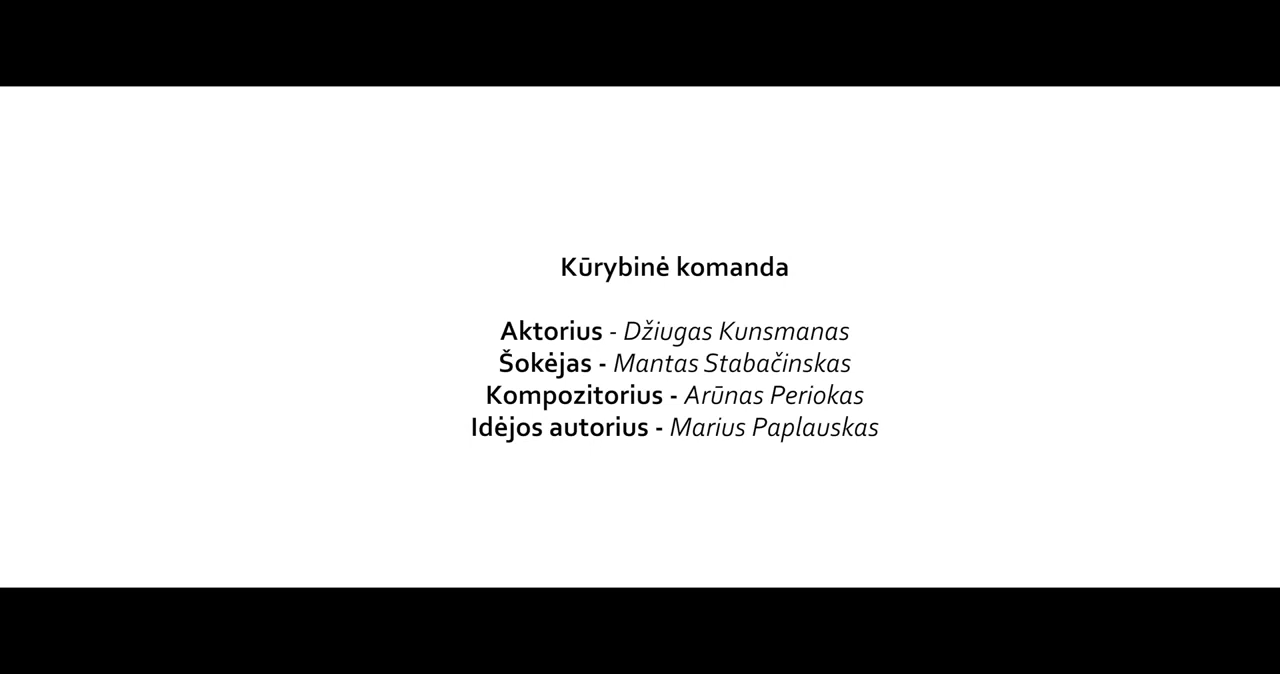 Kūrybinė komanda
Aktorius - Džiugas Kunsmanas
Šokėjas - Mantas Stabačinskas
Kompozitorius - Arūnas Periokas
Idėjos autorius - Marius Paplauskas